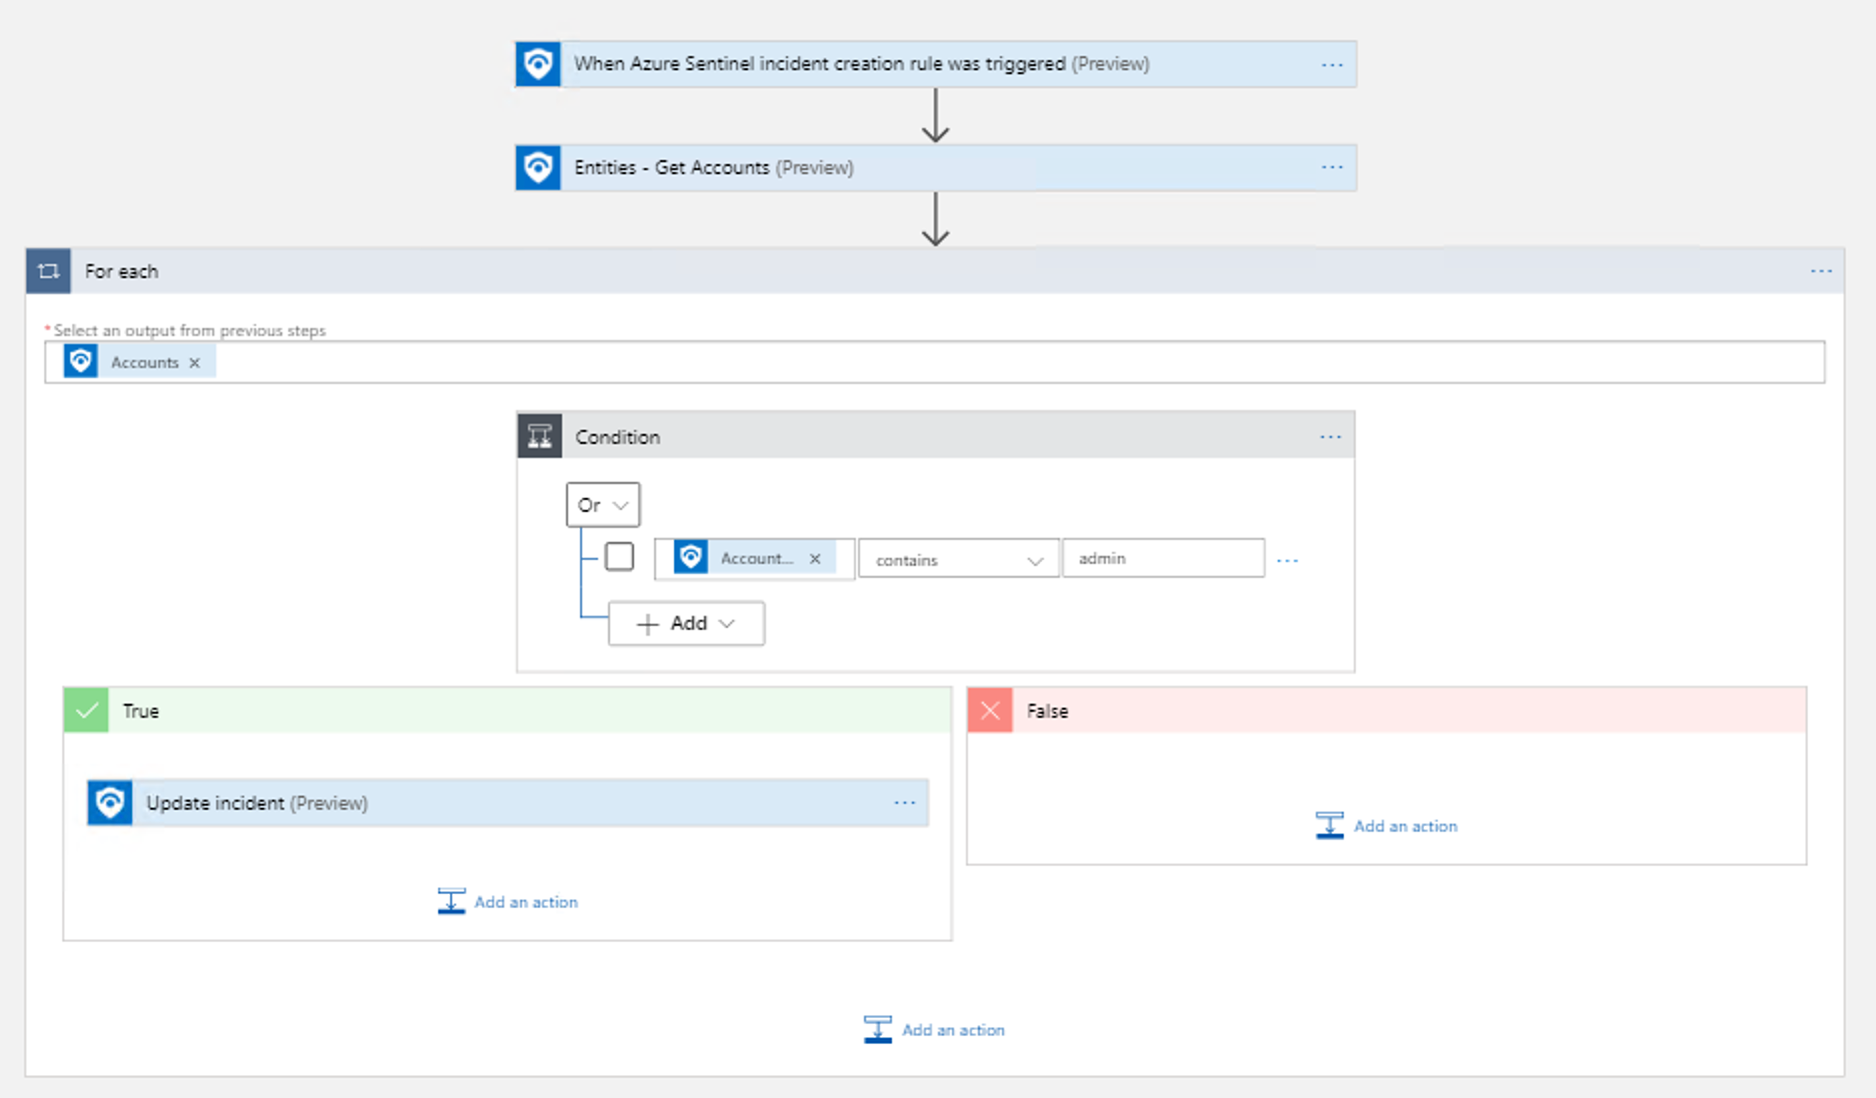 When Azure Sentinel incident creation rule was triggered (Preview)
Entities - Get Accounts (Preview)
For each
* Select an output from previous steps
Accounts
Condition
Or
Account... contains admin
Add
True
False
Update incident (Preview)
Add an action
Add an action
Add an action